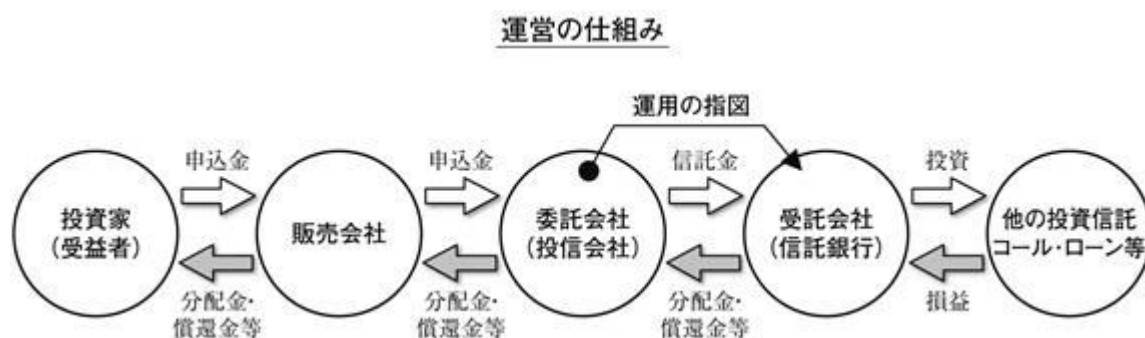 運営の仕組み
運用の指図
申込金
申込金
信託金
投資
投資家
（受益者）
販売会社
委託会社
（投信会社）
受託会社
（信託銀行）
他の投資信託
コール・ローン等
分配金・
償還金等
分配金・
償還金等
分配金・
償還金等
損益